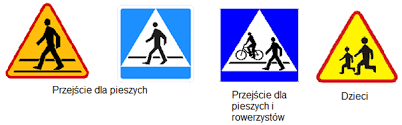 Przejście dla pieszych
Przejście dla
pieszych i
rowerzystów
Dzieci